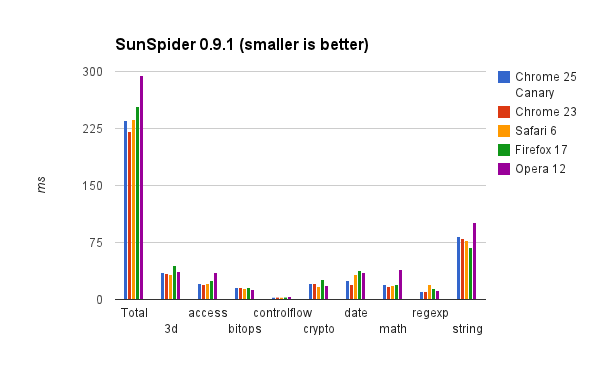 SunSpider 0.9.1 (smaller is better)
300
225
150
75
0
ms
Total
3d
access
bitops
controlflow
crypto
date
math
regexp
string
Chrome 25
Canary
Chrome 23
Safari 6
Firefox 17
Opera 12